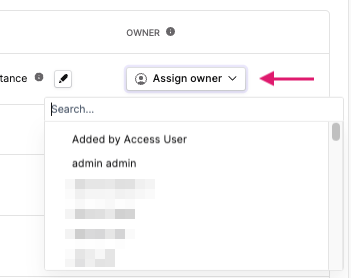 OWNER
tance
Assign owner
Search...
Added by Access User
admin admin